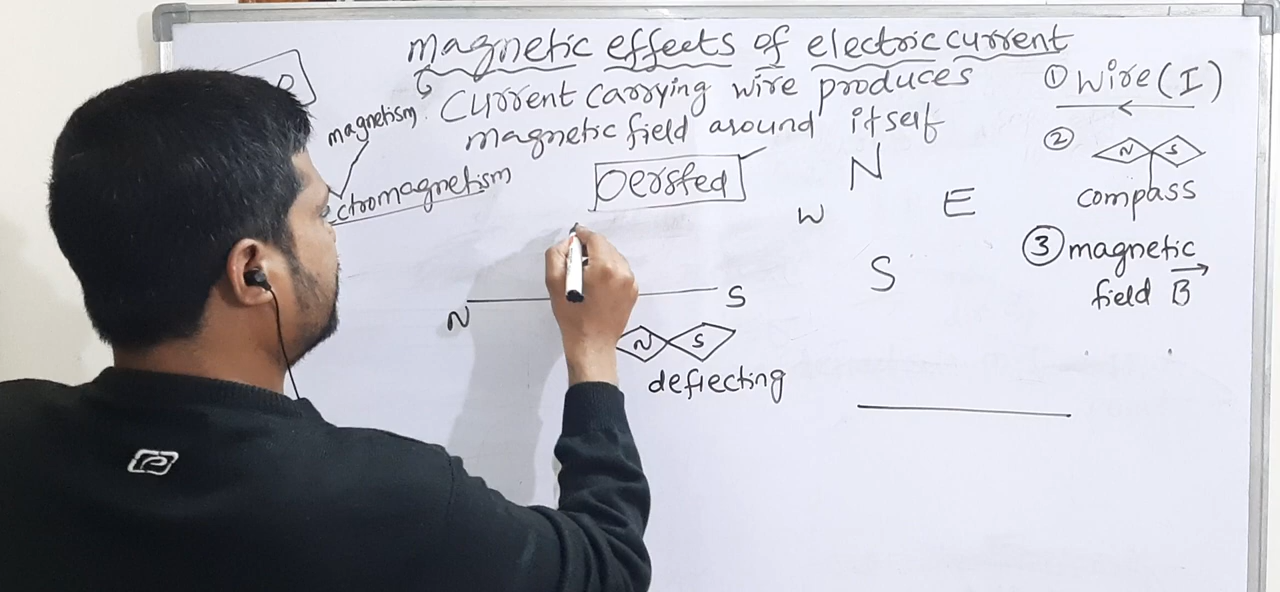 magnetic effects of electric current
Current carrying wire produces
magnetic field around itself
magnetism
ctromagnetism
Oersted
N
W E
S
① Wire (I)
②
N S
compass
③ magnetic
field B
N S
N S
deflecting